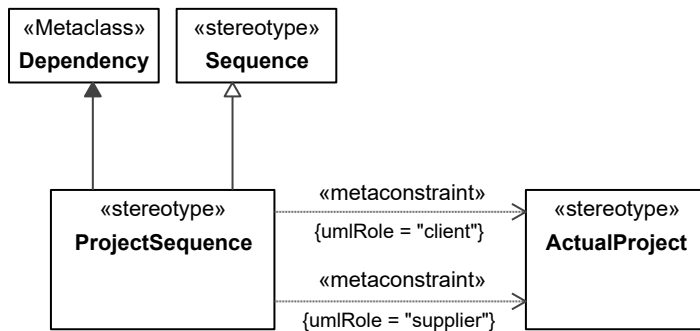 «Metaclass»
Dependency
«stereotype»
Sequence
«stereotype»
ProjectSequence
«metaconstraint»
{umlRole = "client"}
«metaconstraint»
{umlRole = "supplier"}
«stereotype»
ActualProject